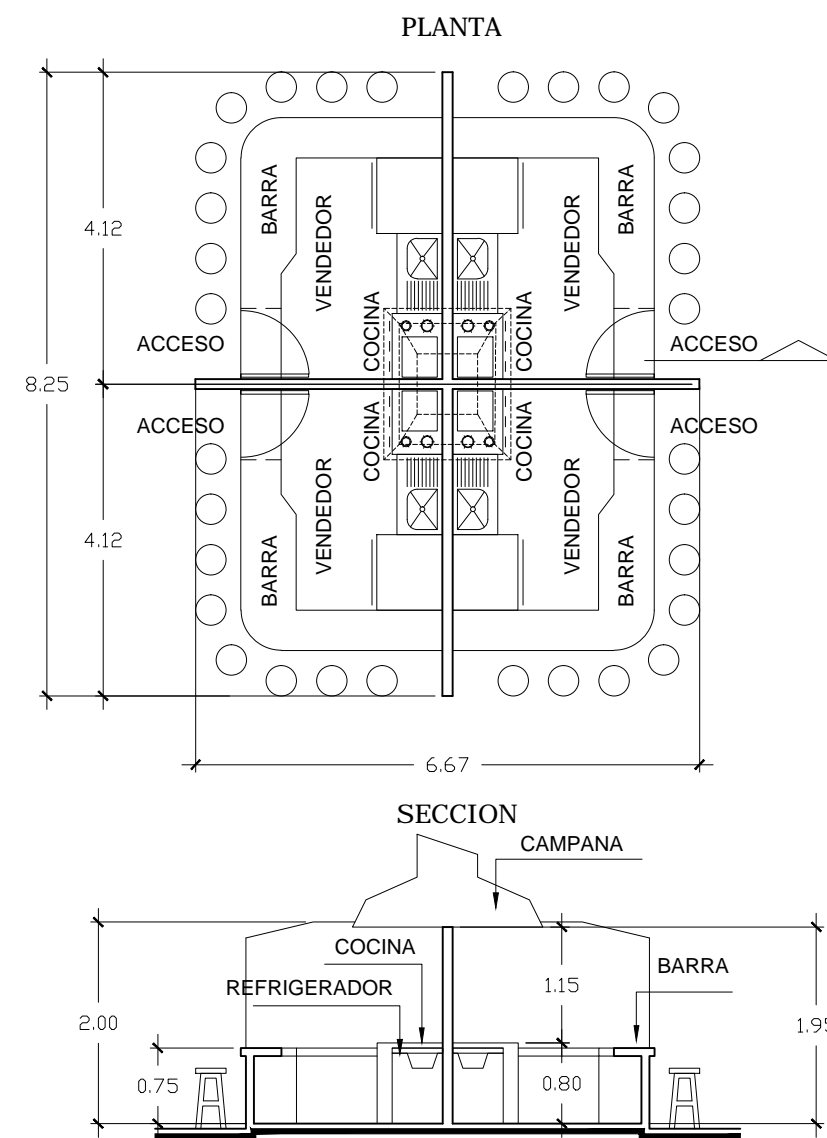 PLANTA
BARRA
VENDEDOR
VENDEDOR
BARRA
4.12
COCINA
COCINA
ACCESO
ACCESO
8.25
ACCESO
ACCESO
COCINA
COCINA
4.12
BARRA
VENDEDOR
VENDEDOR
BARRA
6.67
SECCION
CAMPANA
COCINA
BARRA
REFRIGERADOR
1.15
2.00
1.95
0.75
0.80